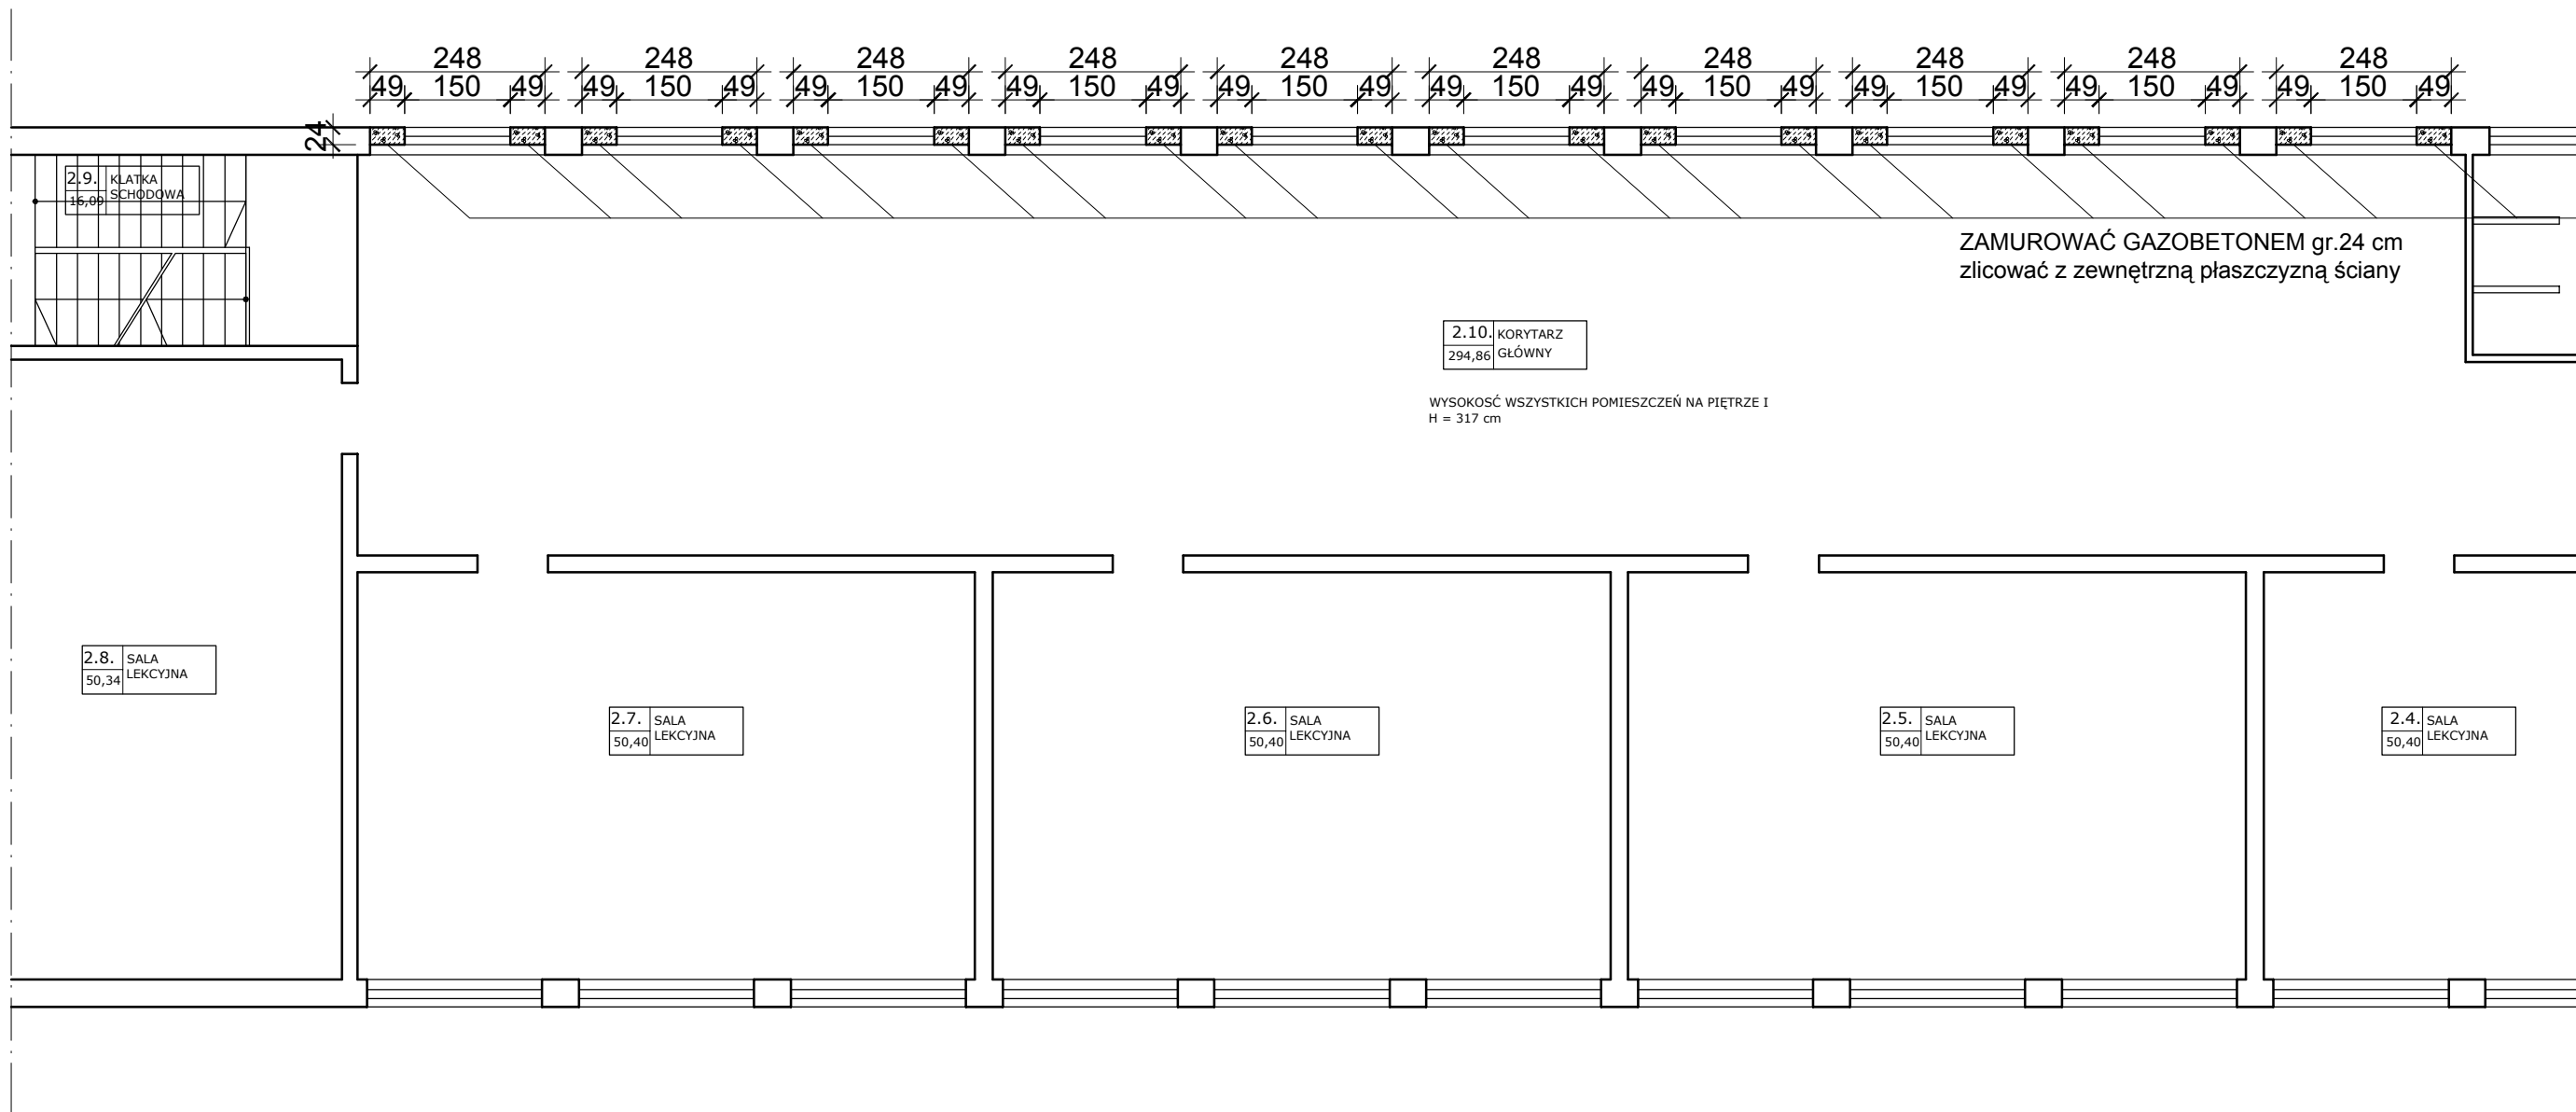 248 248 248 248 248 248 248 248 248 248
49 150 49 49 150 49 49 150 49 49 150 49 49 150 49 49 150 49 49 150 49 49 150 49 49 150 49 49 150 49
24
2.9. KLATKA
16,09 SCHODOWA
ZAMUROWAĆ GAZOBETONEM gr.24 cm
zlicować z zewnętrzną płaszczyzną ściany
2.10. KORYTARZ
294,86 GŁÓWNY
WYSOKOŚĆ WSZYSTKICH POMIESZCZEŃ NA PIĘTRZE I
H = 317 cm
2.8. SALA
50,34 LEKCYJNA
2.7. SALA
50,40 LEKCYJNA
2.6. SALA
50,40 LEKCYJNA
2.5. SALA
50,40 LEKCYJNA
2.4. SALA
50,40 LEKCYJNA